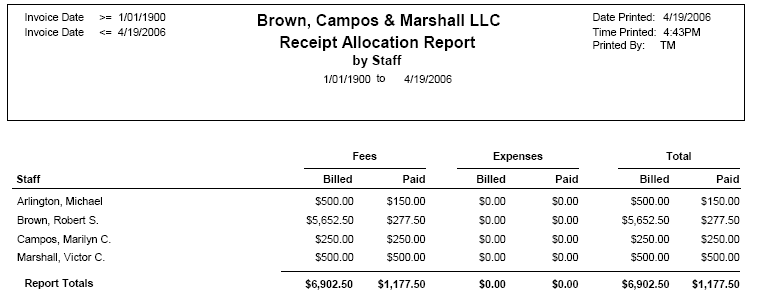 Invoice Date >= 1/01/1900
Invoice Date <= 4/19/2006
Brown, Campos & Marshall LLC
Receipt Allocation Report
by Staff
1/01/1900 to 4/19/2006
Date Printed: 4/19/2006
Time Printed: 4:43PM
Printed By: TM
Fees Expenses Total
Staff Billed Paid Billed Paid Billed Paid
Arlington, Michael $500.00 $150.00 $0.00 $0.00 $500.00 $150.00
Brown, Robert S. $5,652.50 $277.50 $0.00 $0.00 $5,652.50 $277.50
Campos, Marilyn C. $250.00 $250.00 $0.00 $0.00 $250.00 $250.00
Marshall, Victor C. $500.00 $500.00 $0.00 $0.00 $500.00 $500.00
Report Totals $6,902.50 $1,177.50 $0.00 $0.00 $6,902.50 $1,177.50